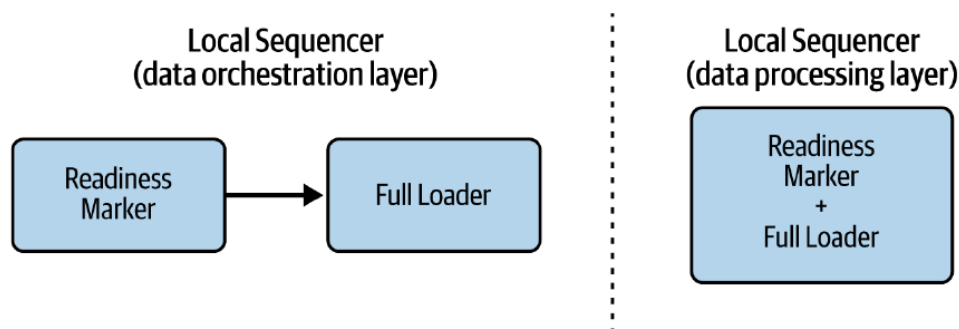 Local Sequencer
(data orchestration layer)
Readiness
Marker
Full Loader
Local Sequencer
(data processing layer)
Readiness
Marker
+
Full Loader